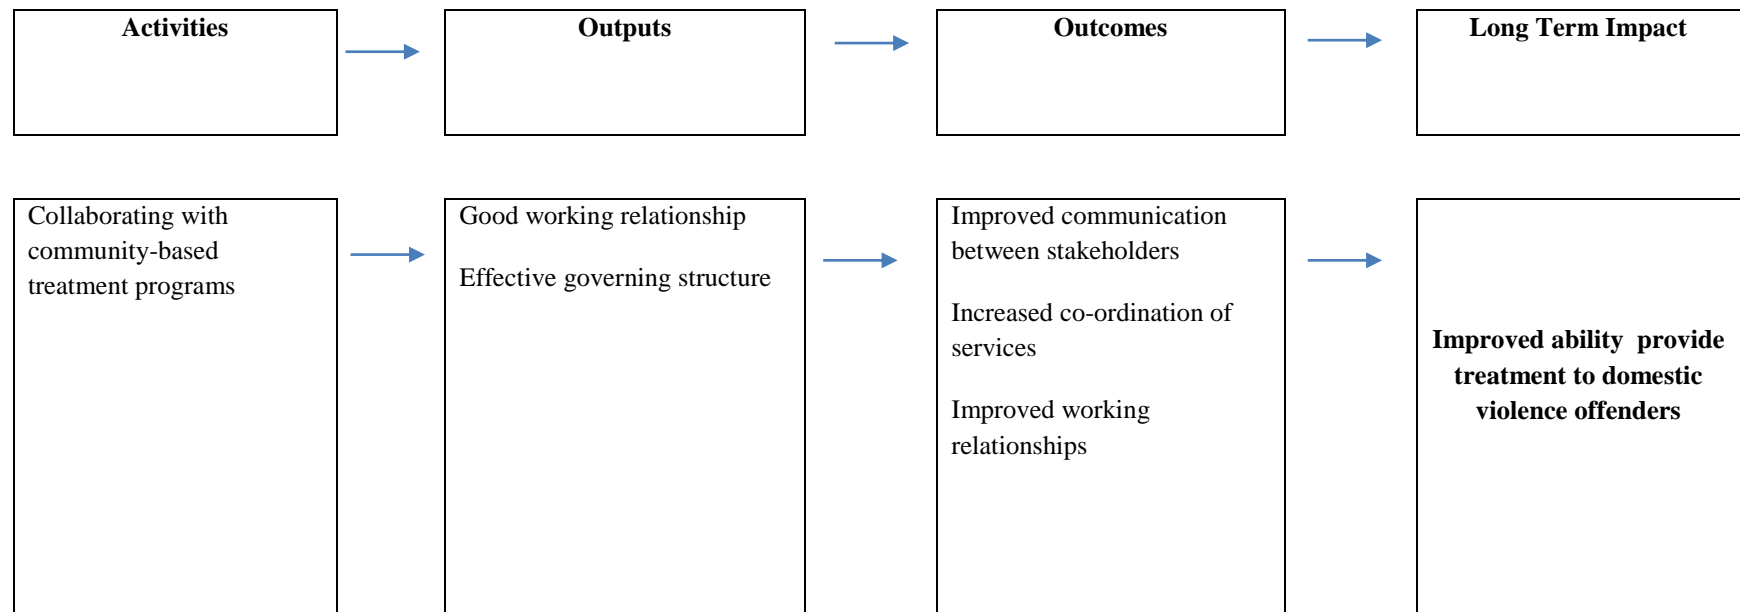 Activities
Outputs
Outcomes
Long Term Impact
Collaborating with
community-based
treatment programs
Good working relationship
Effective governing structure
Improved communication
between stakeholders
Increased co-ordination of
services
Improved working
relationships
Improved ability  provide
treatment to domestic
violence offenders